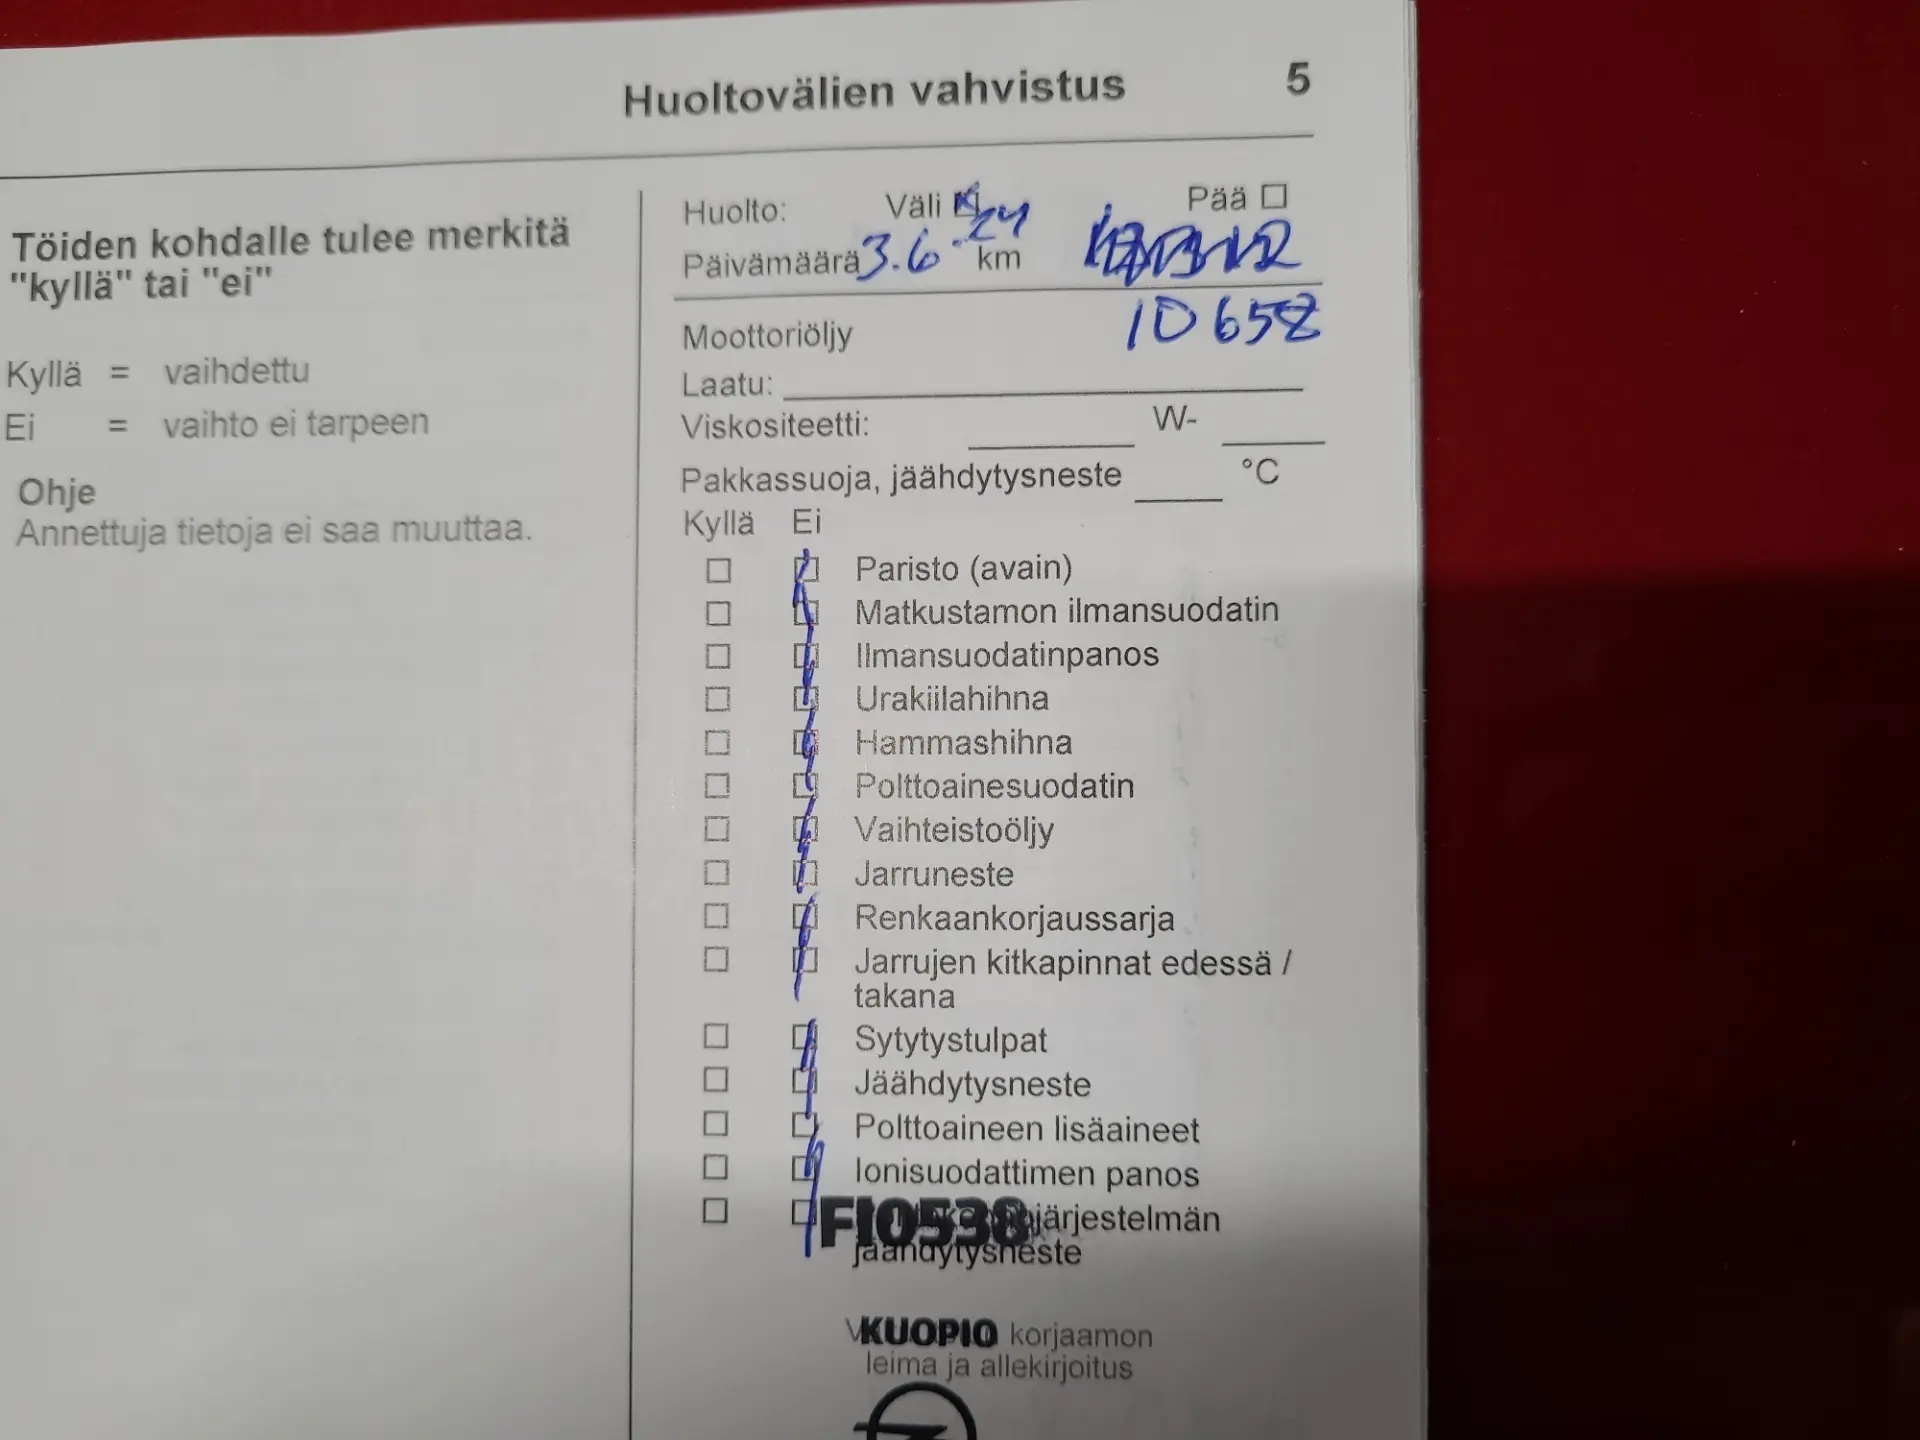 Huoltovälien vahvistus 5
Töiden kohdalle tulee merkitä
"kyllä" tai "ei"
Kyllä = vaihdettu
Ei = vaihto ei tarpeen
Ohje
Annettuja tietoja ei saa muuttaa.
Huolto: Väli Pää
Päivämäärä 3.6.24 km
10 658
Moottoriöljy
Laatu:
Viskositeetti: W-
Pakkassuoja, jäähdytysneste °C
Kyllä Ei
Paristo (avain)
Matkustamon ilmansuodatin
Ilmansuodatinpanos
Urakiilahihna
Hammashihna
Polttoainesuodatin
Vaihteistoöljy
Jarruneste
Renkaankorjaussarja
Jarrujen kitkapinnat edessä /
takana
Sytytystulpat
Jäähdytysneste
Polttoaineen lisäaineet
Ionisuodattimen panos
FI0538
jäähdytysneste
KUOPIO korjaamon
leima ja allekirjoitus